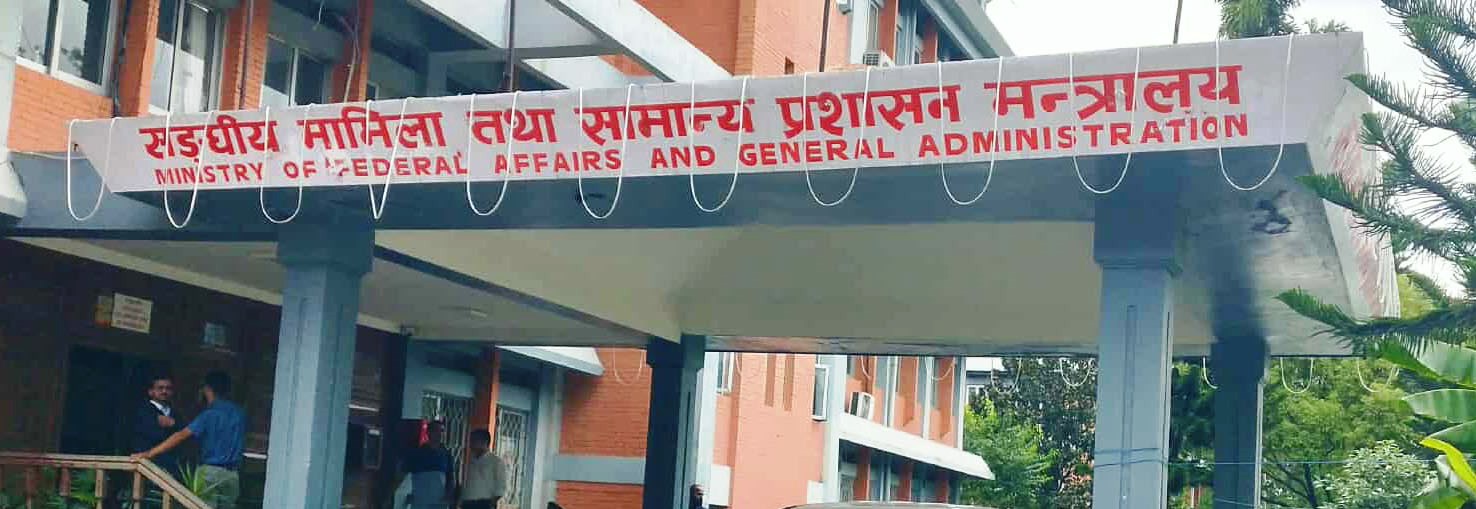 सङ्घीय मामिला तथा सामान्य प्रशासन मन्त्रालय
MINISTRY OF FEDERAL AFFAIRS AND GENERAL ADMINISTRATION